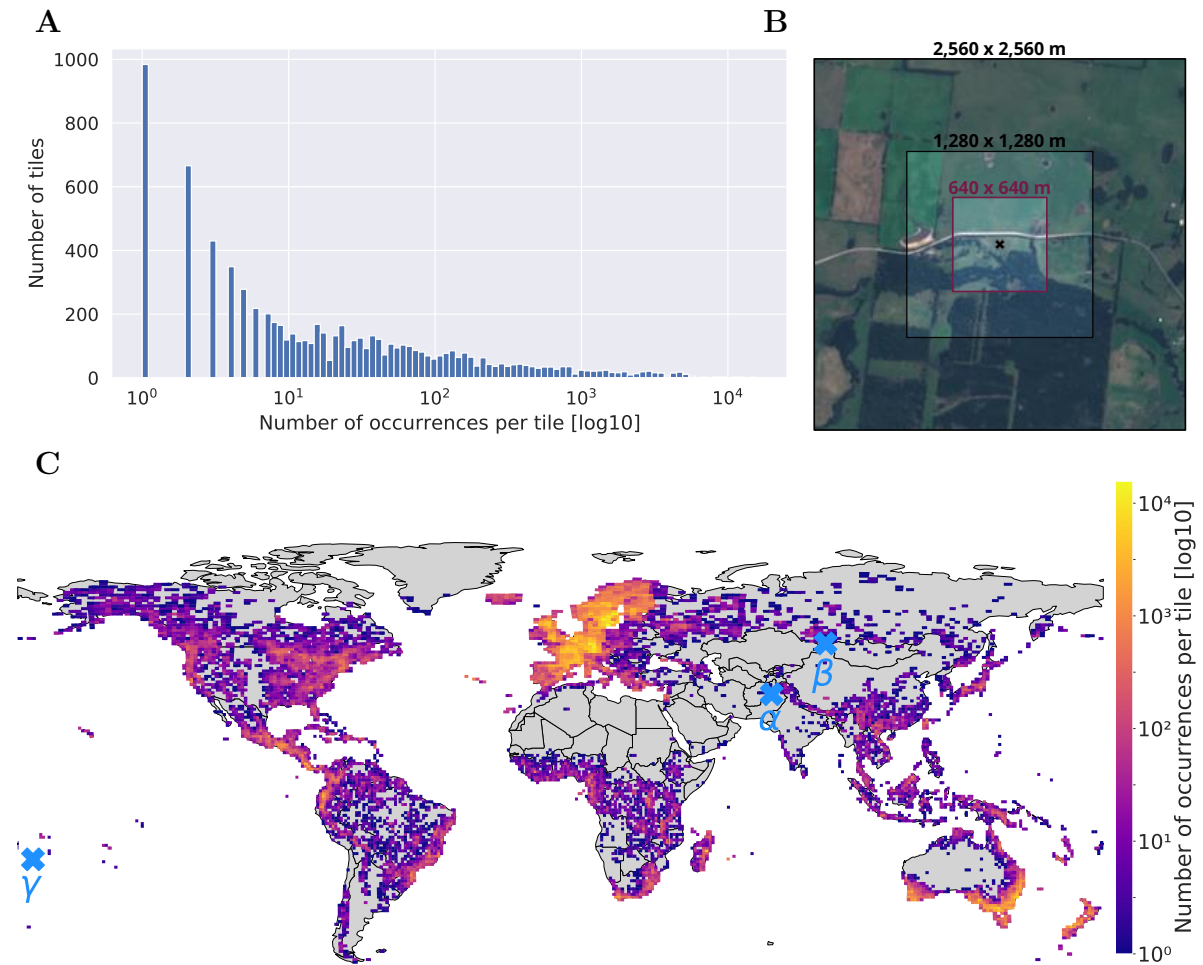 A
1000
800
600
400
200
0
Number of tiles
10⁰ 10¹ 10² 10³ 10⁴
Number of occurrences per tile [log10]
B
2,560 x 2,560 m
1,280 x 1,280 m
640 x 640 m
C
α
β
γ
10⁴
10³
10²
10¹
10⁰
Number of occurrences per tile [log10]